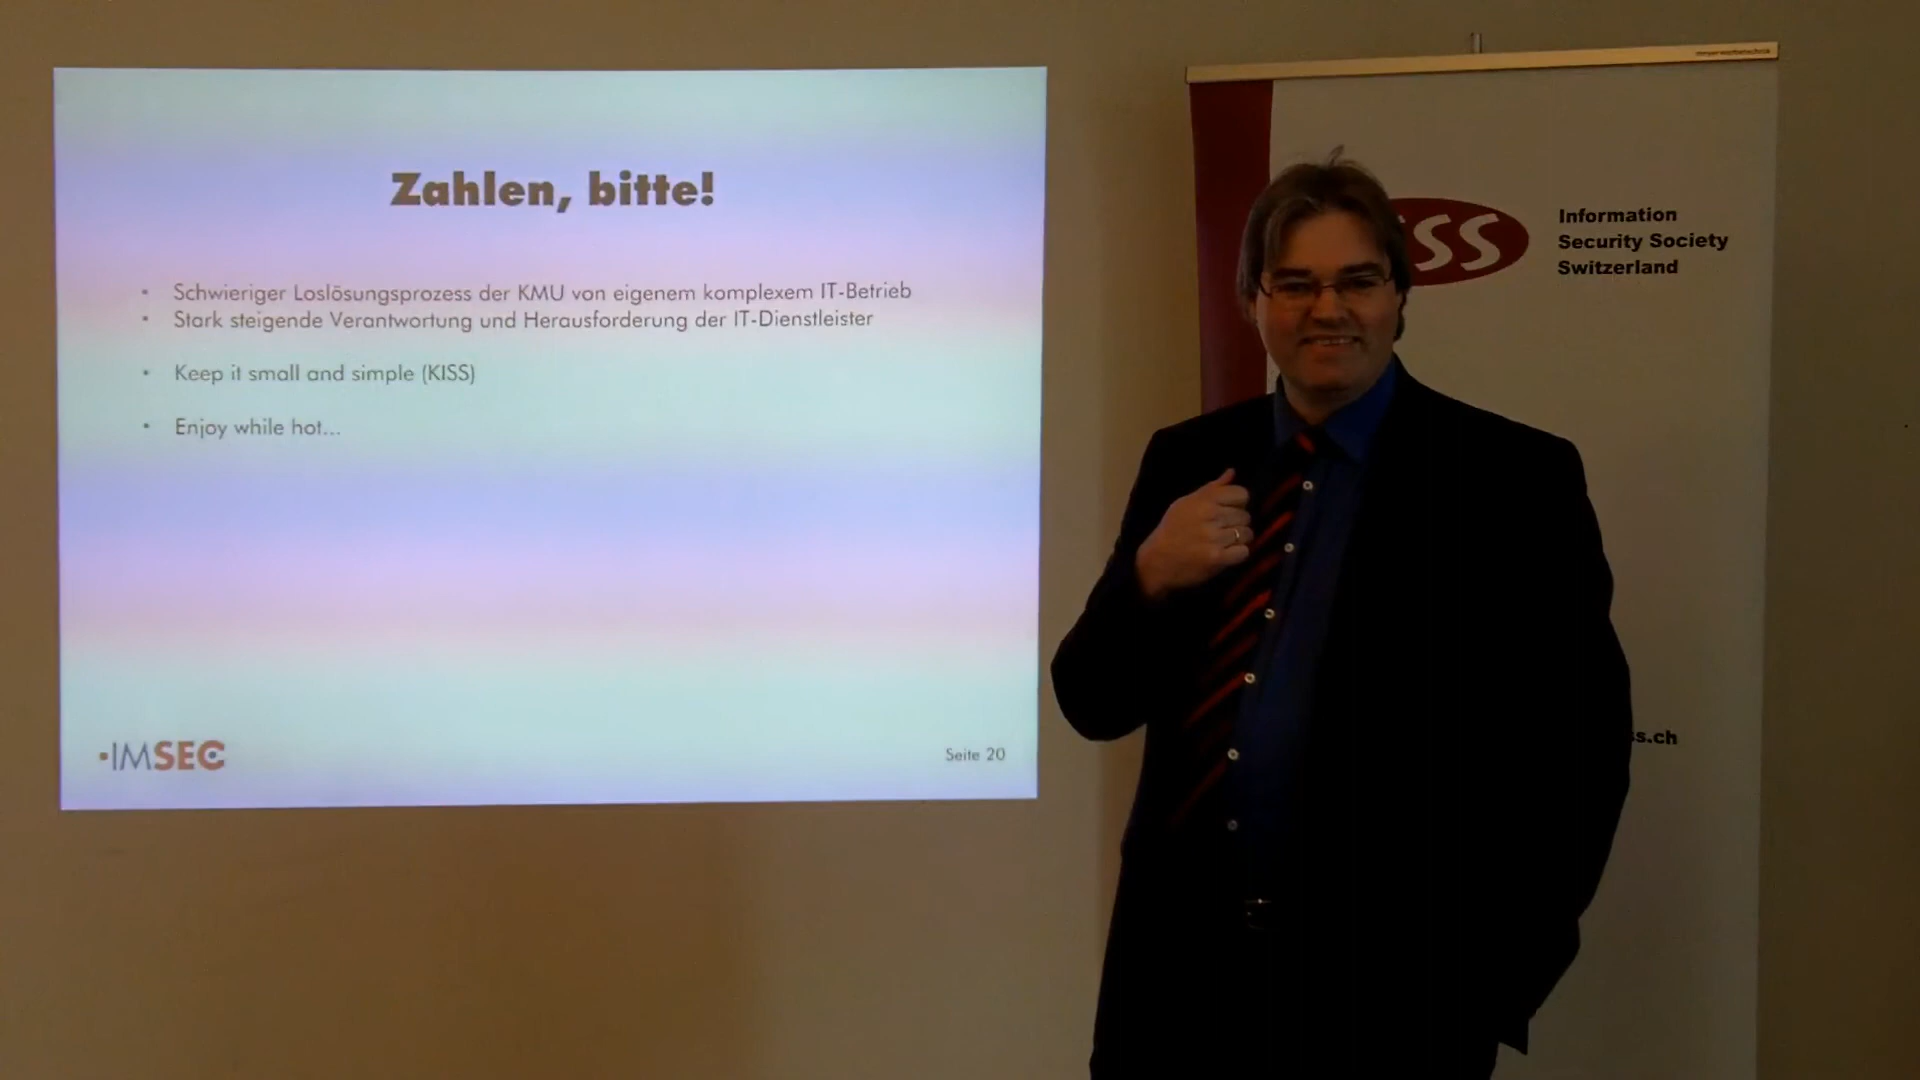 Zahlen, bitte!
• Schwieriger Loslösungsprozess der KMU von eigenem komplexem IT-Betrieb
• Stark steigende Verantwortung und Herausforderung der IT-Dienstleister
• Keep it small and simple (KISS)
• Enjoy while hot...
IMSEC
Seite 20
SS
Information
Security Society
Switzerland
s.ch